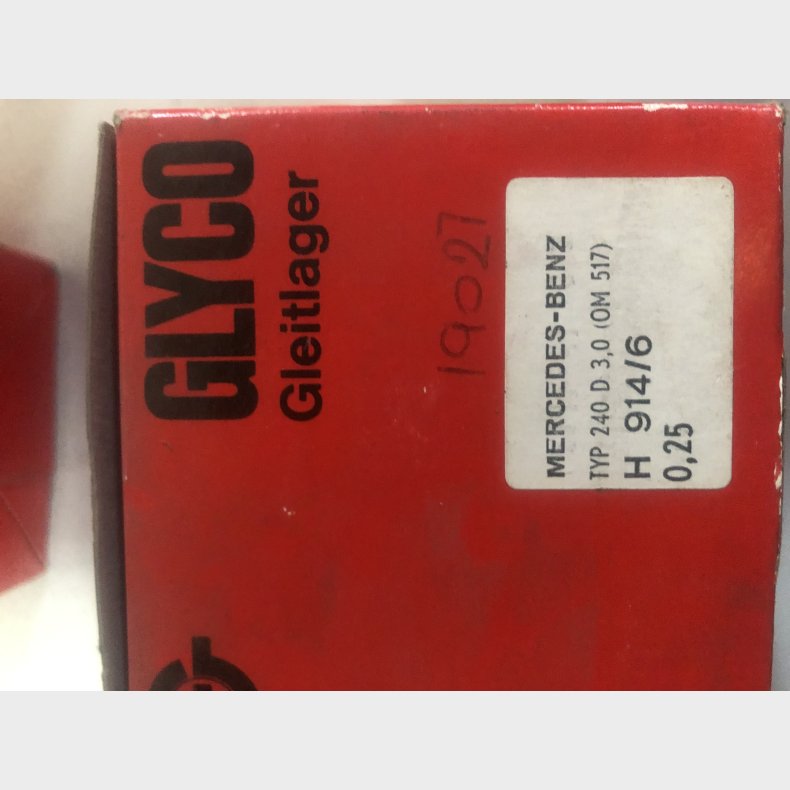 GLYCO
Gleitlager
19027
MERCEDES-BENZ
TYP 240 D 3,0 (OM 517)
H 914/6
0,25